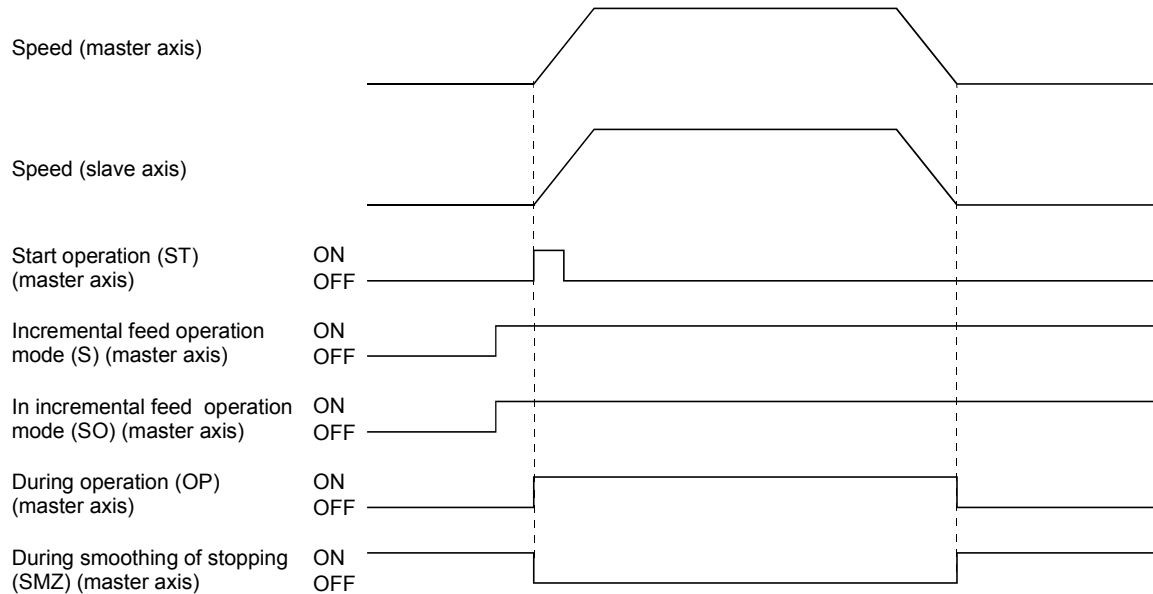 Speed (master axis)
Speed (slave axis)
Start operation (ST)
(master axis)
ON
OFF
Incremental feed operation
mode (S) (master axis)
ON
OFF
In incremental feed  operation
mode (SO) (master axis)
ON
OFF
During operation (OP)
(master axis)
ON
OFF
During smoothing of stopping
(SMZ) (master axis)
ON
OFF